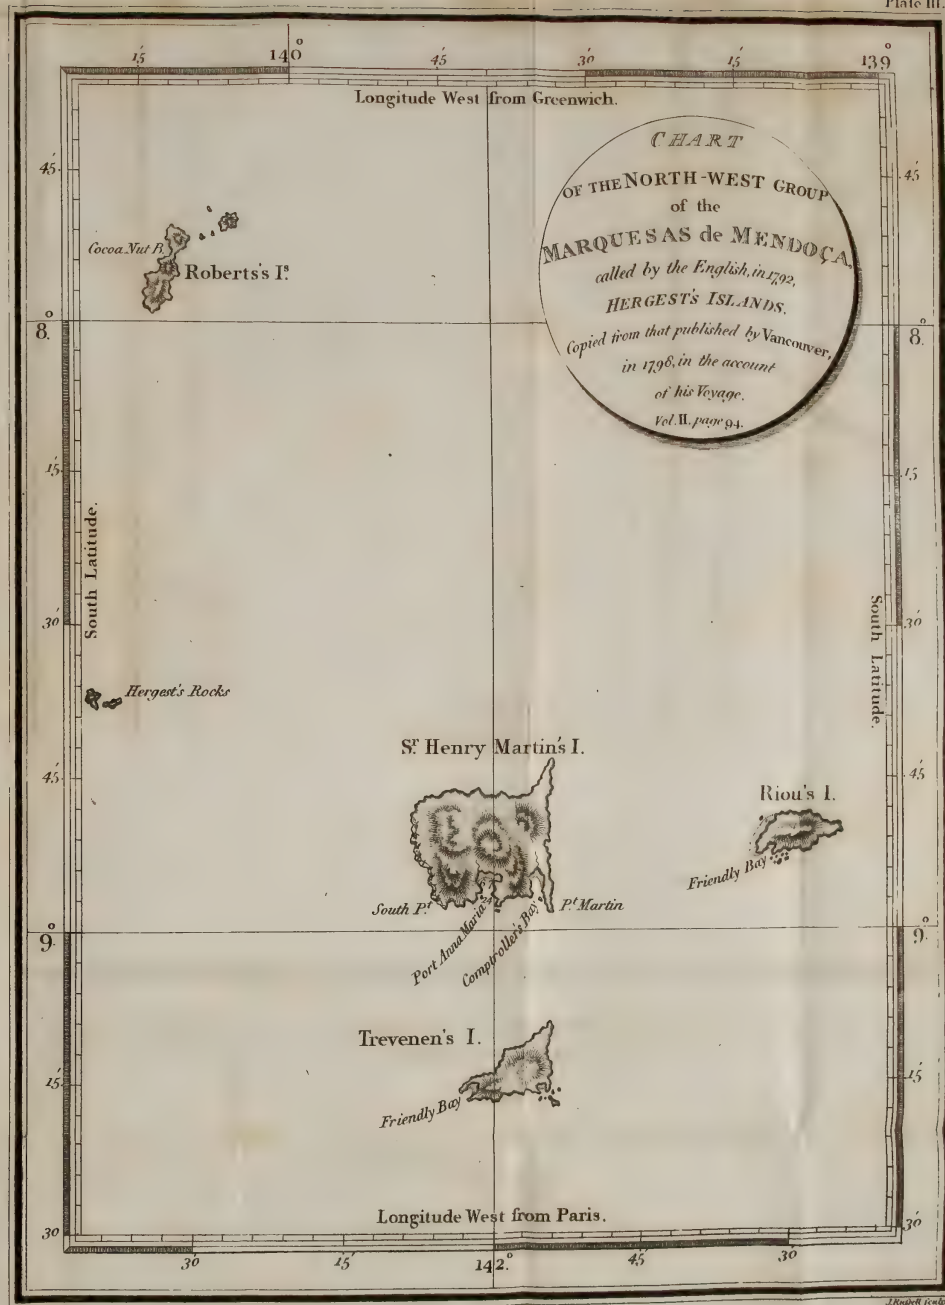 Plate III.
15′ 140° 45′ 30′ 15′ 139°
Longitude West from Greenwich.
CHART
OF THE NORTH-WEST GROUP
of the
MARQUESAS de MENDOÇA,
called by the English, in 1792,
HERGEST'S ISLANDS.
Copied from that published by Vancouver,
in 1798, in the account
of his Voyage.
Vol. II. page 94.
45′ 45′
Cocoa Nut B.
Roberts's Is.
8.° 8.°
15′ 15′
South Latitude.
South Latitude.
30′ 30′
Hergest's Rocks
Sr. Henry Martin's I.
45′ 45′
Riou's I.
Friendly Bay
South Pt.
Port Anna Maria
24
Comptroller's Bay
Pt. Martin
9.° 9.°
Trevenen's I.
15′ 15′
Friendly Bay
Longitude West from Paris.
30′ 30′
30′ 15′ 142.° 45′ 30′
J. Russell sculp.